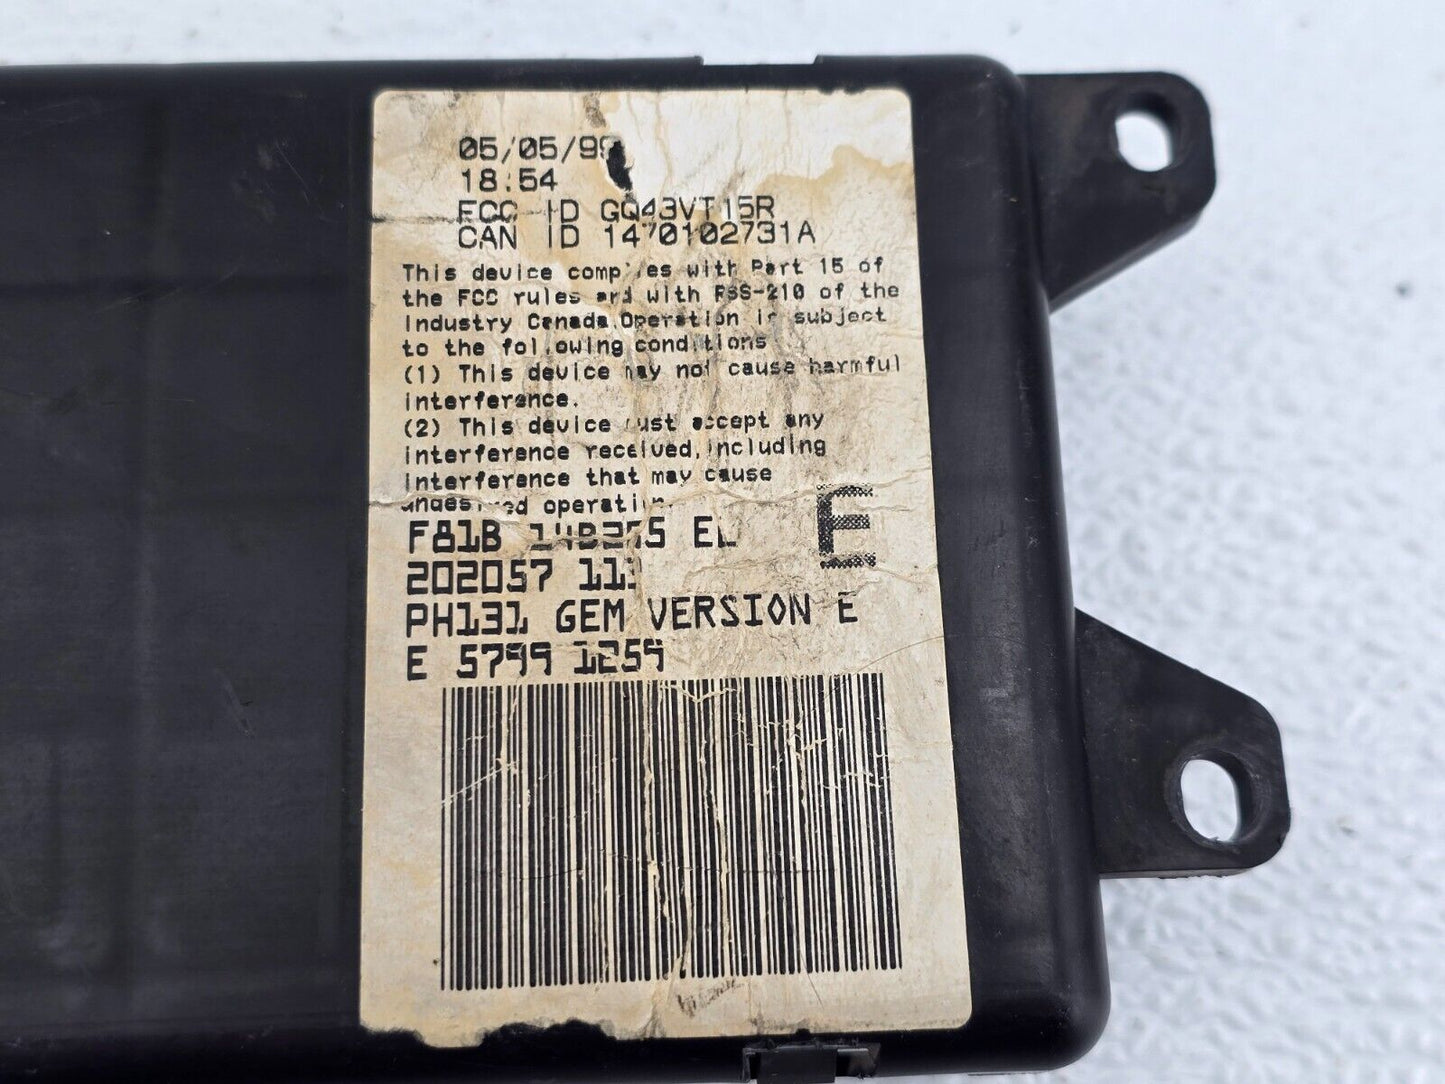 05/05/99
18:54
FCC ID GQ43VT15R
CAN ID 1470102731A
This device complies with Part 15 of
the FCC rules and with RSS-210 of the
Industry Canada.Operation is subject
to the following conditions
(1) This device may not cause harmful
interference.
(2) This device must accept any
interference received,including
interference that may cause
undesired operation.
E
F81B
202057
PH131 GEM VERSION E
E 5799 1259